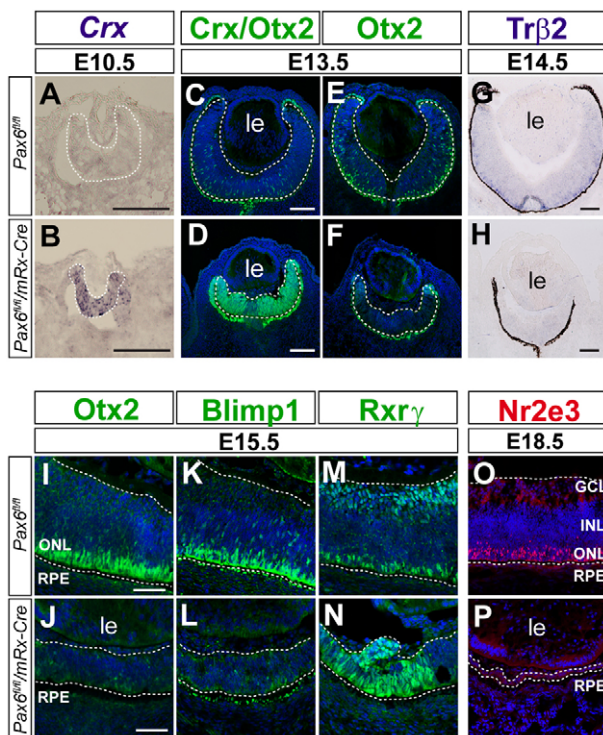 Crx Crx/Otx2 Otx2 Trβ2
E10.5 E13.5 E14.5
Pax6fl/fl
A C le E G le
Pax6fl/fl/mRx-Cre
B D le F H le
Otx2 Blimp1 Rxrγ Nr2e3
E15.5 E18.5
Pax6fl/fl
I K M O GCL
INL
ONL ONL
RPE RPE
Pax6fl/fl/mRx-Cre
J le L N P le
RPE RPE